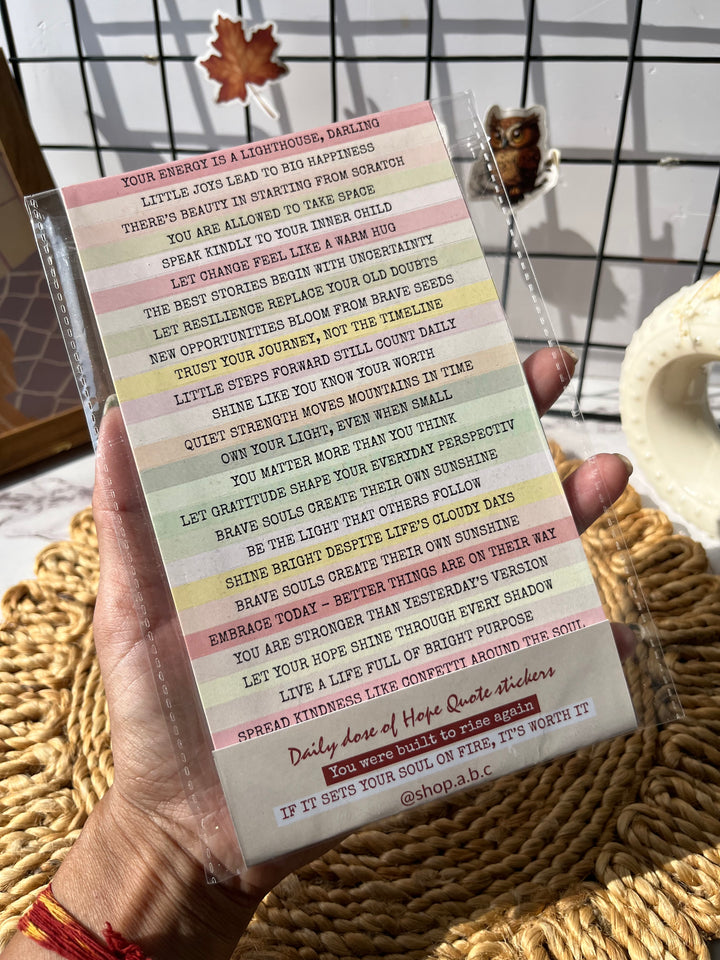 YOUR ENERGY IS A LIGHTHOUSE, DARLING
LITTLE JOYS LEAD TO BIG HAPPINESS
THERE'S BEAUTY IN STARTING FROM SCRATCH
YOU ARE ALLOWED TO TAKE SPACE
SPEAK KINDLY TO YOUR INNER CHILD
LET CHANGE FEEL LIKE A WARM HUG
THE BEST STORIES BEGIN WITH UNCERTAINTY
LET RESILIENCE REPLACE YOUR OLD DOUBTS
NEW OPPORTUNITIES BLOOM FROM BRAVE SEEDS
TRUST YOUR JOURNEY, NOT THE TIMELINE
LITTLE STEPS FORWARD STILL COUNT DAILY
SHINE LIKE YOU KNOW YOUR WORTH
QUIET STRENGTH MOVES MOUNTAINS IN TIME
OWN YOUR LIGHT, EVEN WHEN SMALL
YOU MATTER MORE THAN YOU THINK
LET GRATITUDE SHAPE YOUR EVERYDAY PERSPECTIV
BRAVE SOULS CREATE THEIR OWN SUNSHINE
BE THE LIGHT THAT OTHERS FOLLOW
SHINE BRIGHT DESPITE LIFE'S CLOUDY DAYS
BRAVE SOULS CREATE THEIR OWN SUNSHINE
EMBRACE TODAY – BETTER THINGS ARE ON THEIR WAY
YOU ARE STRONGER THAN YESTERDAY'S VERSION
LET YOUR HOPE SHINE THROUGH EVERY SHADOW
LIVE A LIFE FULL OF BRIGHT PURPOSE
SPREAD KINDNESS LIKE CONFETTI AROUND THE SOUL
Daily dose of Hope Quote stickers
You were built to rise again
IF IT SETS YOUR SOUL ON FIRE, IT'S WORTH IT
@shop.a.b.c